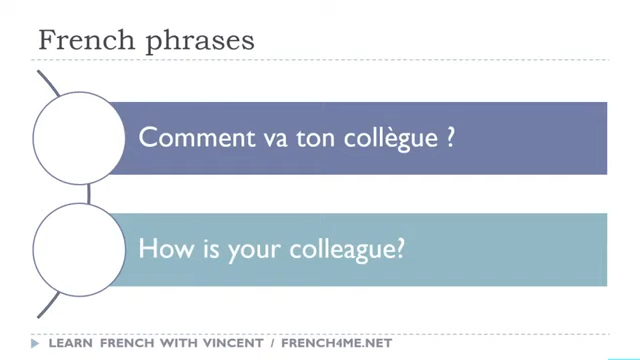 French phrases
Comment va ton collègue ?
How is your colleague?
LEARN FRENCH WITH VINCENT / FRENCH4ME.NET